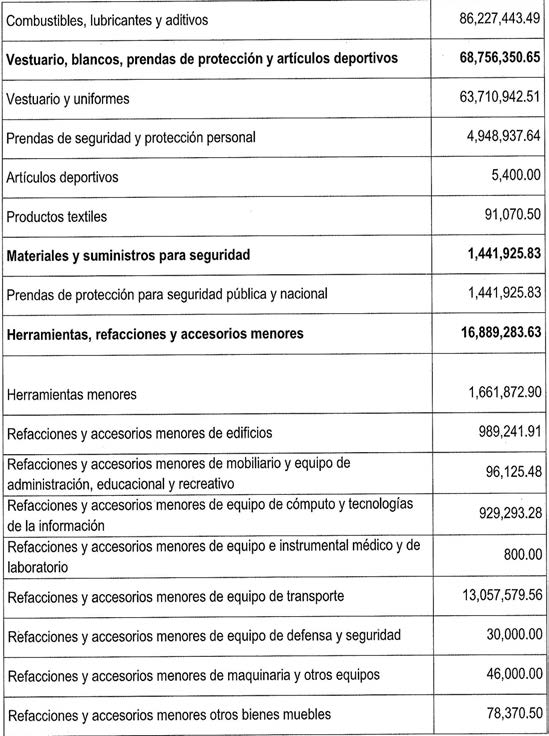 Combustibles, lubricantes y aditivos 86,227,443.49
Vestuario, blancos, prendas de protección y artículos deportivos 68,756,350.65
Vestuario y uniformes 63,710,942.51
Prendas de seguridad y protección personal 4,948,937.64
Artículos deportivos 5,400.00
Productos textiles 91,070.50
Materiales y suministros para seguridad 1,441,925.83
Prendas de protección para seguridad pública y nacional 1,441,925.83
Herramientas, refacciones y accesorios menores 16,889,283.63
Herramientas menores 1,661,872.90
Refacciones y accesorios menores de edificios 989,241.91
Refacciones y accesorios menores de mobiliario y equipo de
administración, educacional y recreativo 96,125.48
Refacciones y accesorios menores de equipo de cómputo y tecnologías
de la información 929,293.28
Refacciones y accesorios menores de equipo e instrumental médico y de
laboratorio 800.00
Refacciones y accesorios menores de equipo de transporte 13,057,579.56
Refacciones y accesorios menores de equipo de defensa y seguridad 30,000.00
Refacciones y accesorios menores de maquinaria y otros equipos 46,000.00
Refacciones y accesorios menores otros bienes muebles 78,370.50